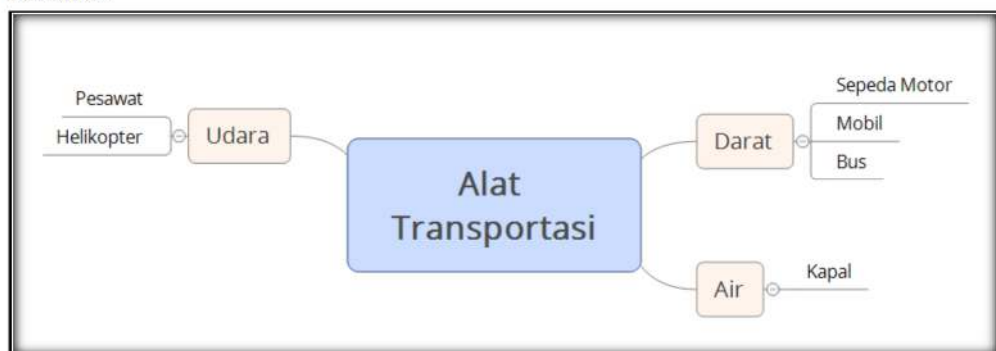 Pesawat
Helikopter
Udara
Alat
Transportasi
Darat
Sepeda Motor
Mobil
Bus
Air
Kapal